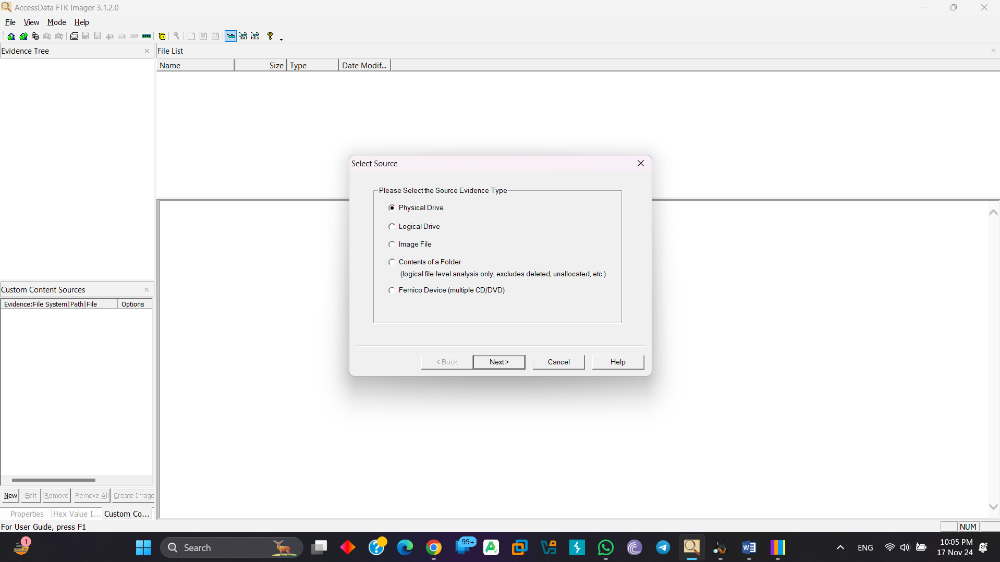 AccessData FTK Imager 3.1.2.0
File View Mode Help
TEXT HEX
Evidence Tree
File List
Name Size Type Date Modif...
Select Source
Please Select the Source Evidence Type
Physical Drive
Logical Drive
Image File
Contents of a Folder
(logical file-level analysis only; excludes deleted, unallocated, etc.)
Fernico Device (multiple CD/DVD)
< Back Next > Cancel Help
Custom Content Sources
Evidence:File System|Path|File Options
New Edit Remove Remove All Create Image
Properties Hex Value I... Custom Co...
For User Guide, press F1
NUM
1
Search
99+
ENG
10:05 PM
17 Nov 24